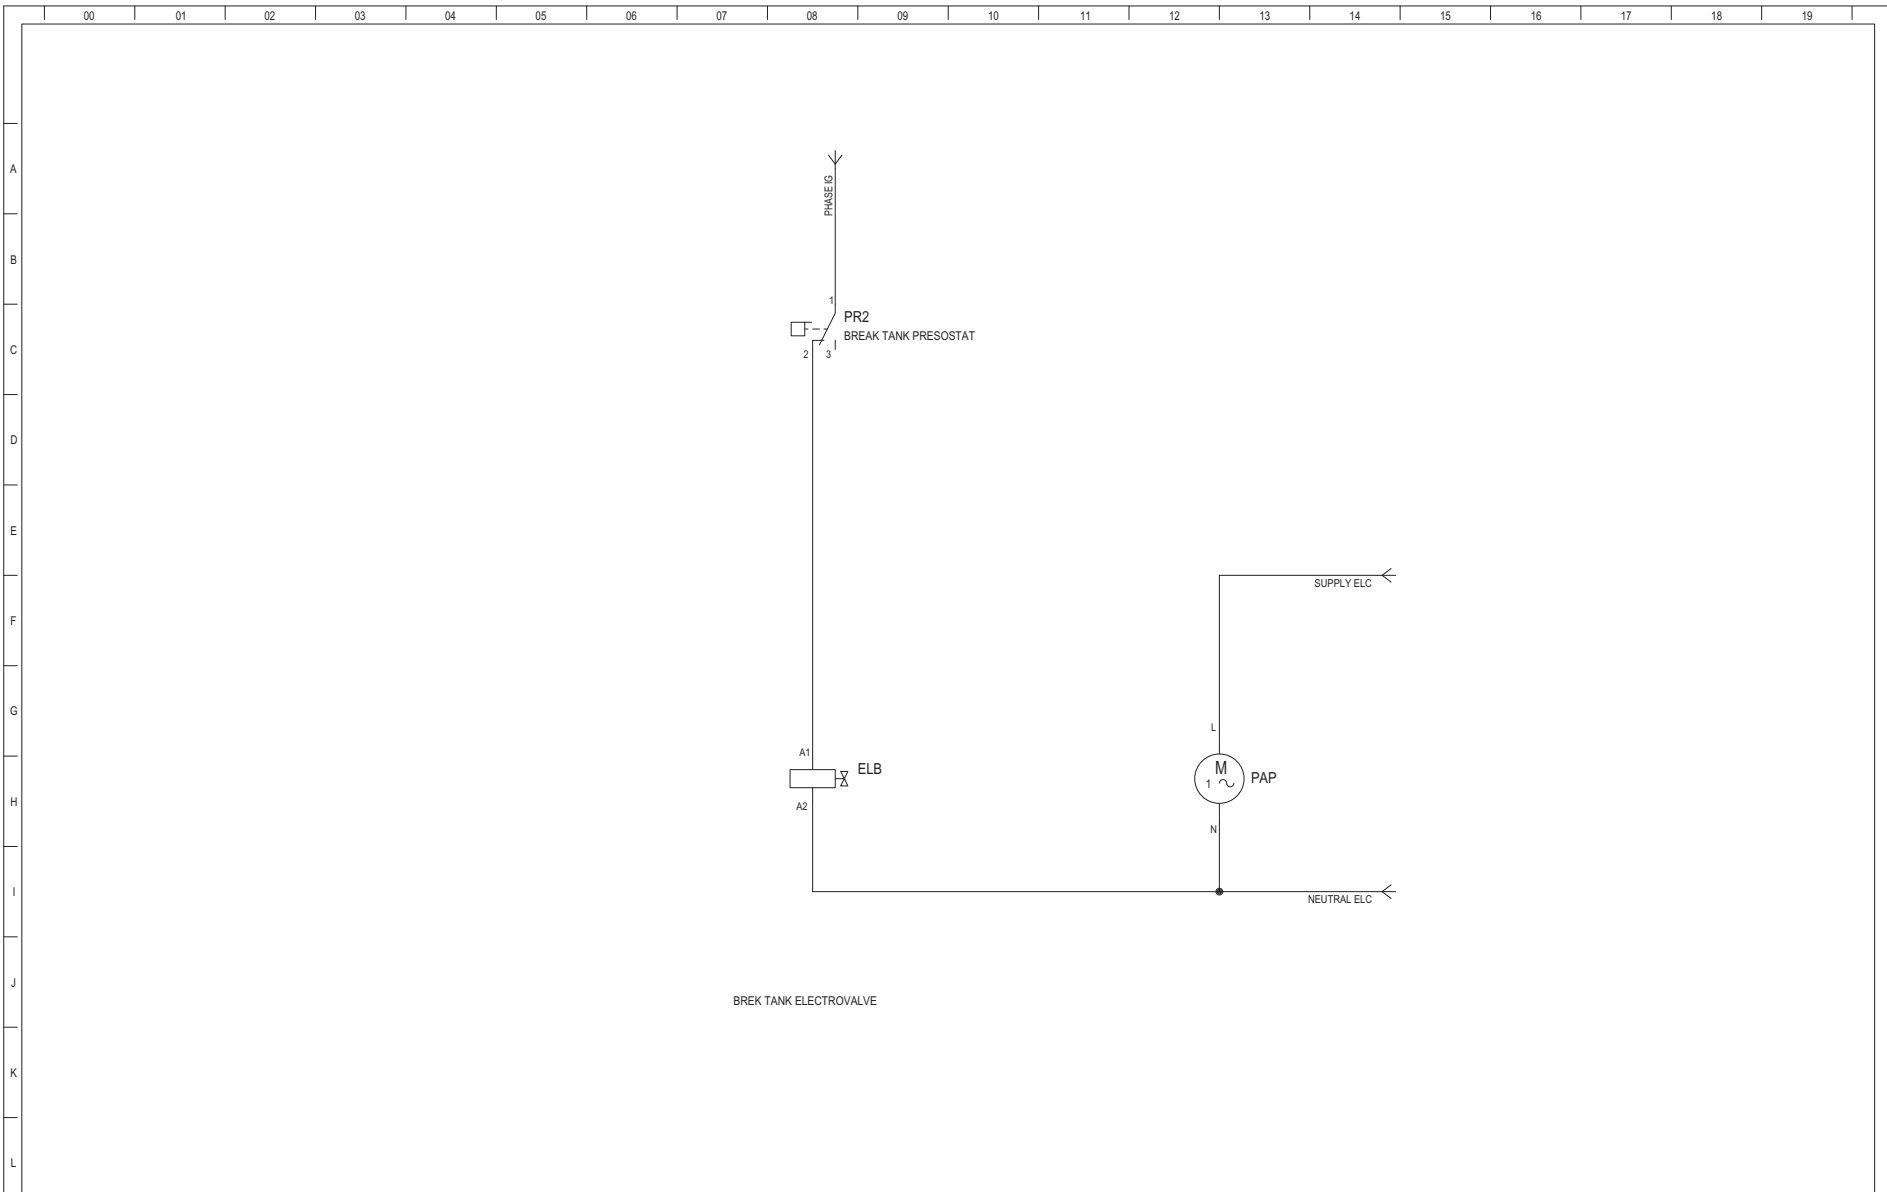 00 01 02 03 04 05 06 07 08 09 10 11 12 13 14 15 16 17 18 19
A
PHASE IG
B
1
PR2
BREAK TANK PRESOSTAT
C
2 3
D
E
SUPPLY ELC
F
G
L
A1
ELB
M
1
PAP
H
A2
N
I
NEUTRAL ELC
J
BREK TANK ELECTROVALVE
K
L